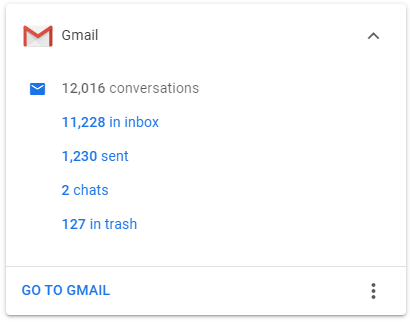 Gmail
12,016 conversations
11,228 in inbox
1,230 sent
2 chats
127 in trash
GO TO GMAIL